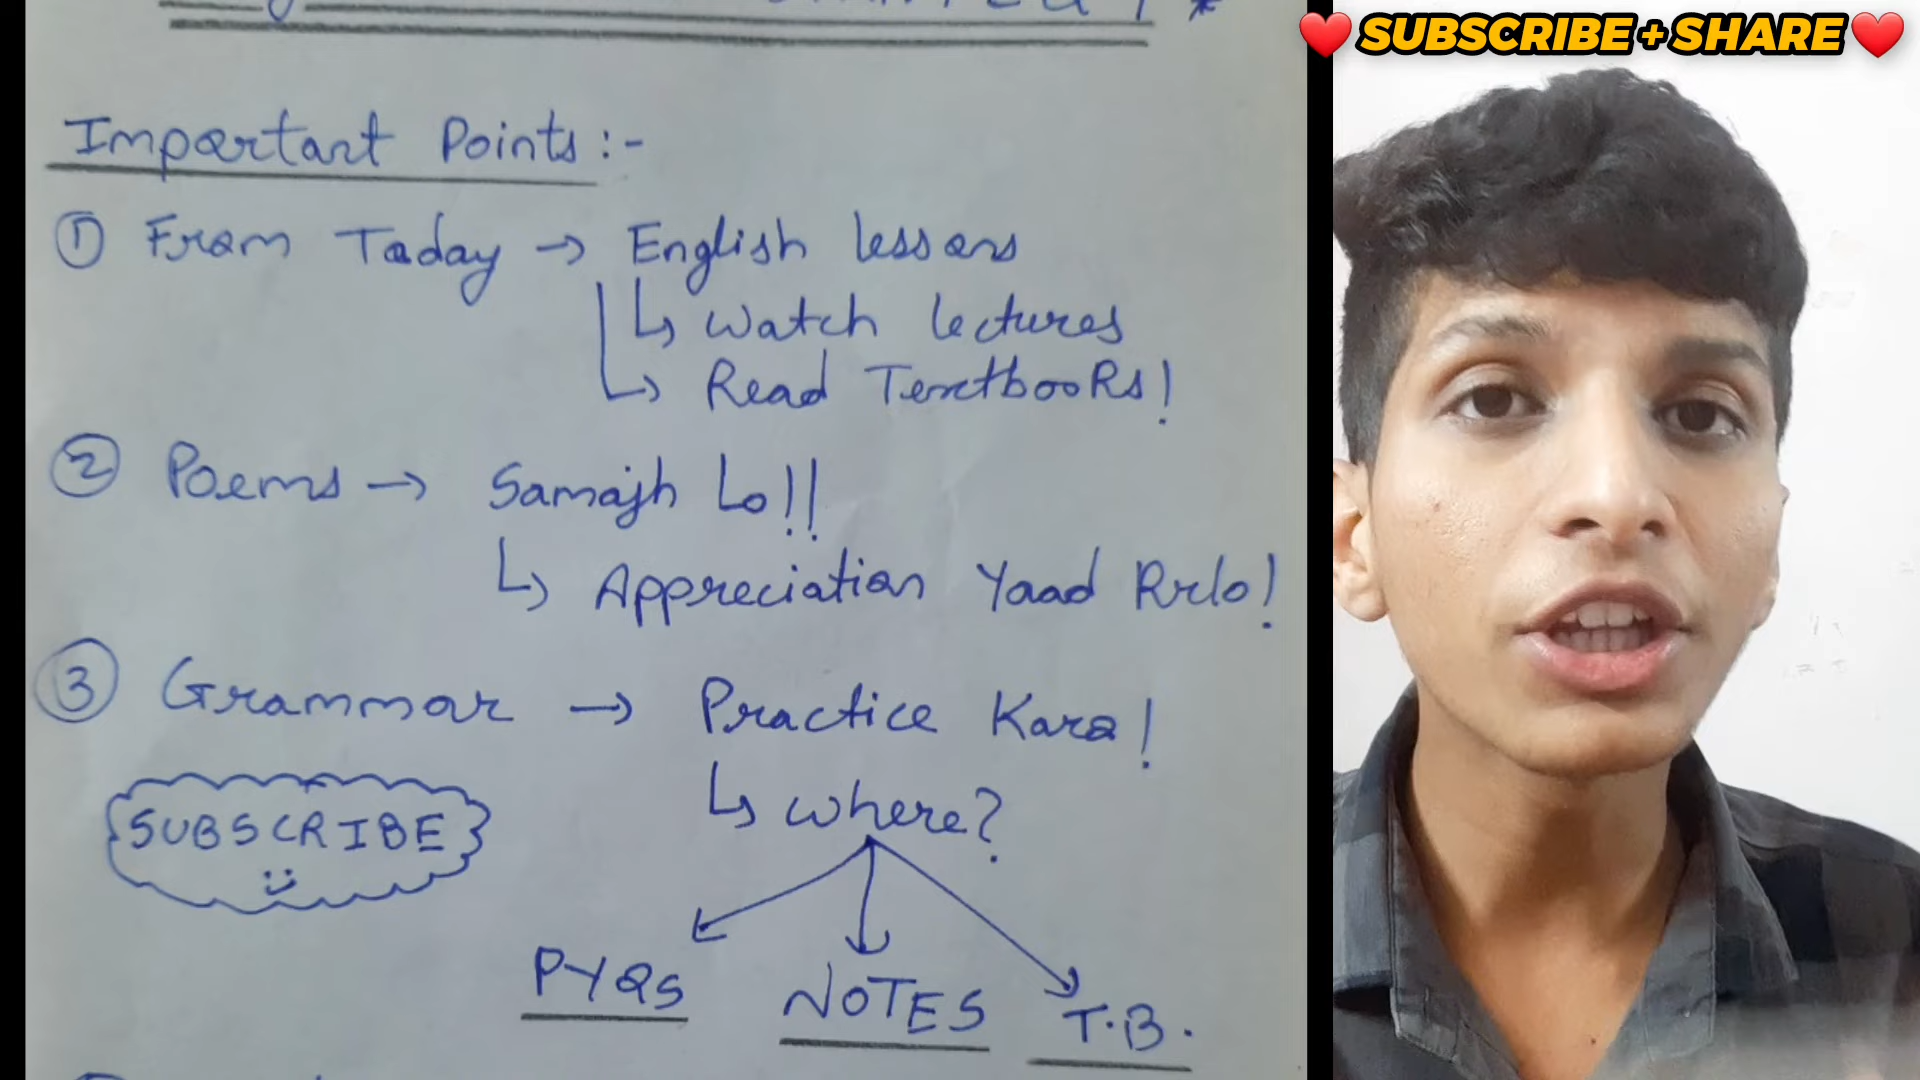 ❤️ SUBSCRIBE + SHARE ❤️
Important Points :-
① From Today → English lessons
↳ Watch lectures
↳ Read Textbooks!
② Poems → Samajh Lo!!
↳ Appreciation Yaad Krlo!
③ Grammar → Practice Karo!
↳ Where?
SUBSCRIBE
PYQS NOTES T.B.